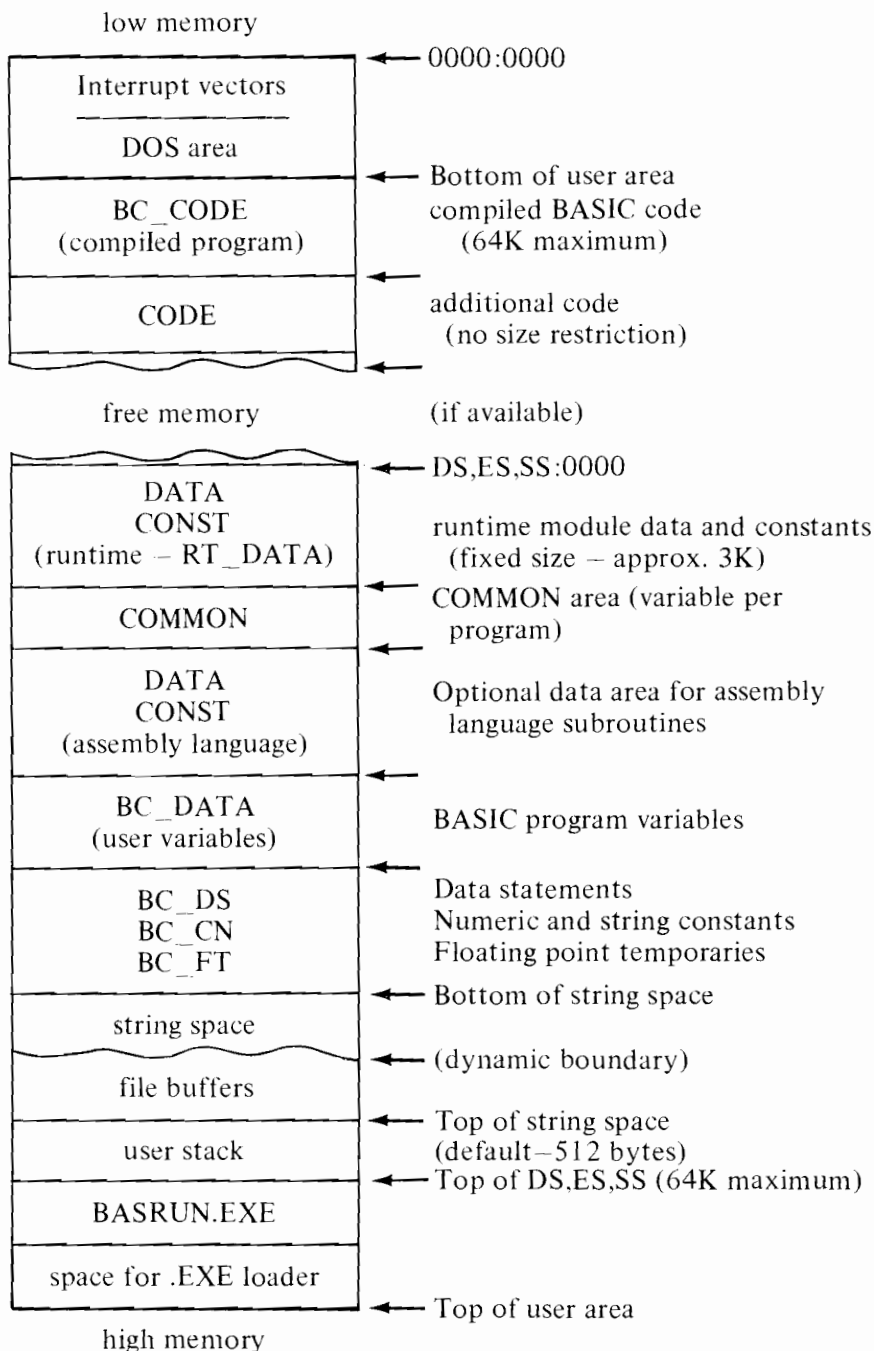 low memory
0000:0000
Interrupt vectors
DOS area
Bottom of user area
BC_CODE
(compiled program)
compiled BASIC code
(64K maximum)
CODE
additional code
(no size restriction)
free memory
(if available)
DS,ES,SS:0000
DATA
CONST
(runtime – RT_DATA)
runtime module data and constants
(fixed size – approx. 3K)
COMMON
COMMON area (variable per
program)
DATA
CONST
(assembly language)
Optional data area for assembly
language subroutines
BC_DATA
(user variables)
BASIC program variables
BC_DS
BC_CN
BC_FT
Data statements
Numeric and string constants
Floating point temporaries
Bottom of string space
string space
(dynamic boundary)
file buffers
Top of string space
(default–512 bytes)
user stack
Top of DS,ES,SS (64K maximum)
BASRUN.EXE
space for .EXE loader
Top of user area
high memory